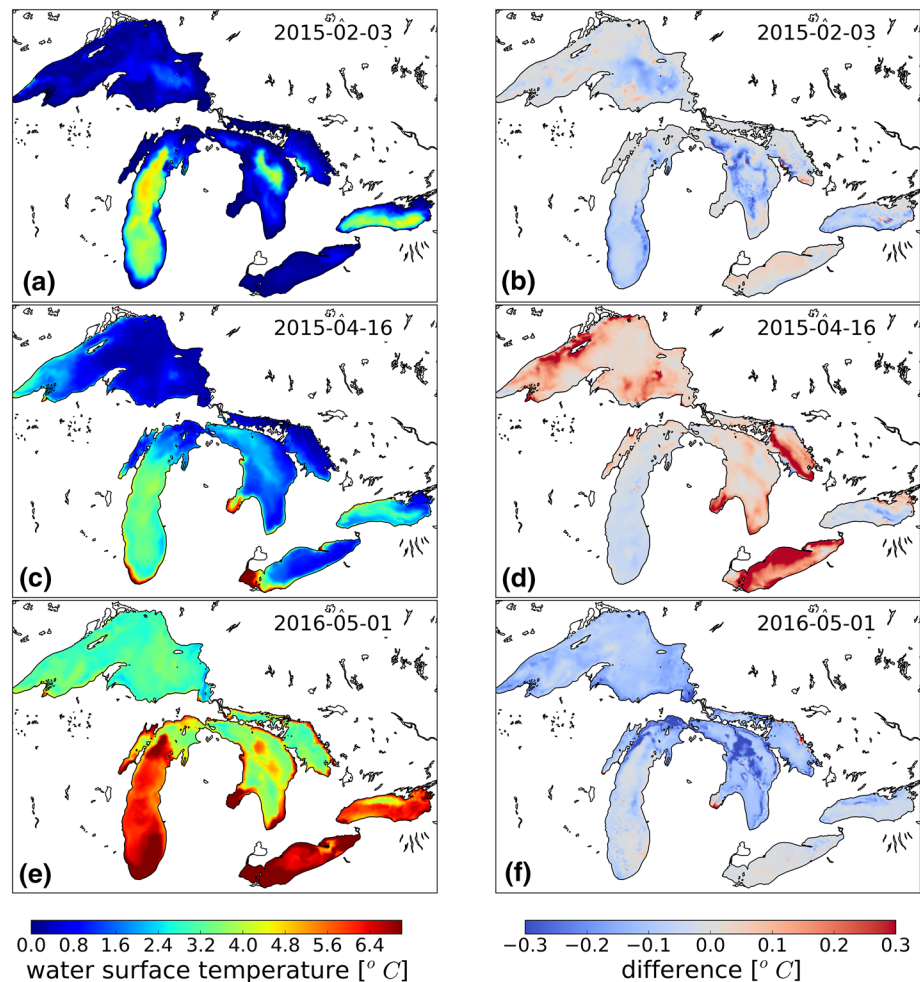 2015-02-03
2015-02-03
(a)
(b)
2015-04-16
2015-04-16
(c)
(d)
2016-05-01
2016-05-01
(e)
(f)
0.0 0.8 1.6 2.4 3.2 4.0 4.8 5.6 6.4
−0.3 −0.2 −0.1 0.0 0.1 0.2 0.3
water surface temperature [° C]
difference [° C]